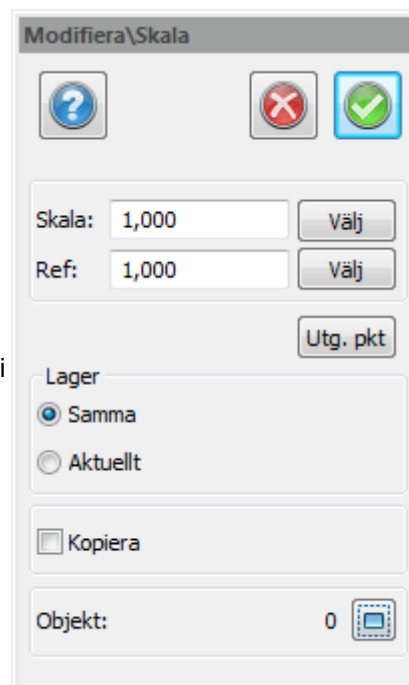 Modifiera\Skala
Skala: 1,000 Välj
Ref: 1,000 Välj
Utg. pkt
i
Lager
Samma
Aktuellt
Kopiera
Objekt: 0